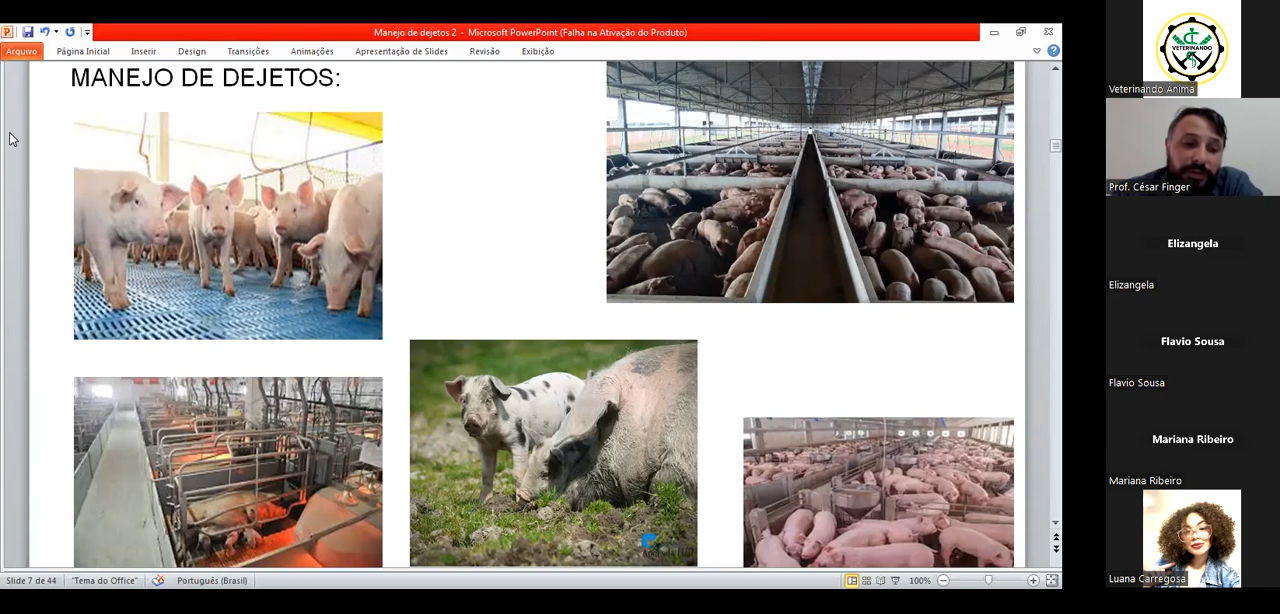 Manejo de dejetos 2 - Microsoft PowerPoint (Falha na Ativação do Produto)
Arquivo
Página Inicial
Inserir
Design
Transições
Animações
Apresentação de Slides
Revisão
Exibição
MANEJO DE DEJETOS:
Slide 7 de 44
"Tema do Office"
Português (Brasil)
100%
VETERINANDO
Veterinando Anima
Prof. César Finger
Elizangela
Elizangela
Flavio Sousa
Flavio Sousa
Mariana Ribeiro
Mariana Ribeiro
Luana Carregosa